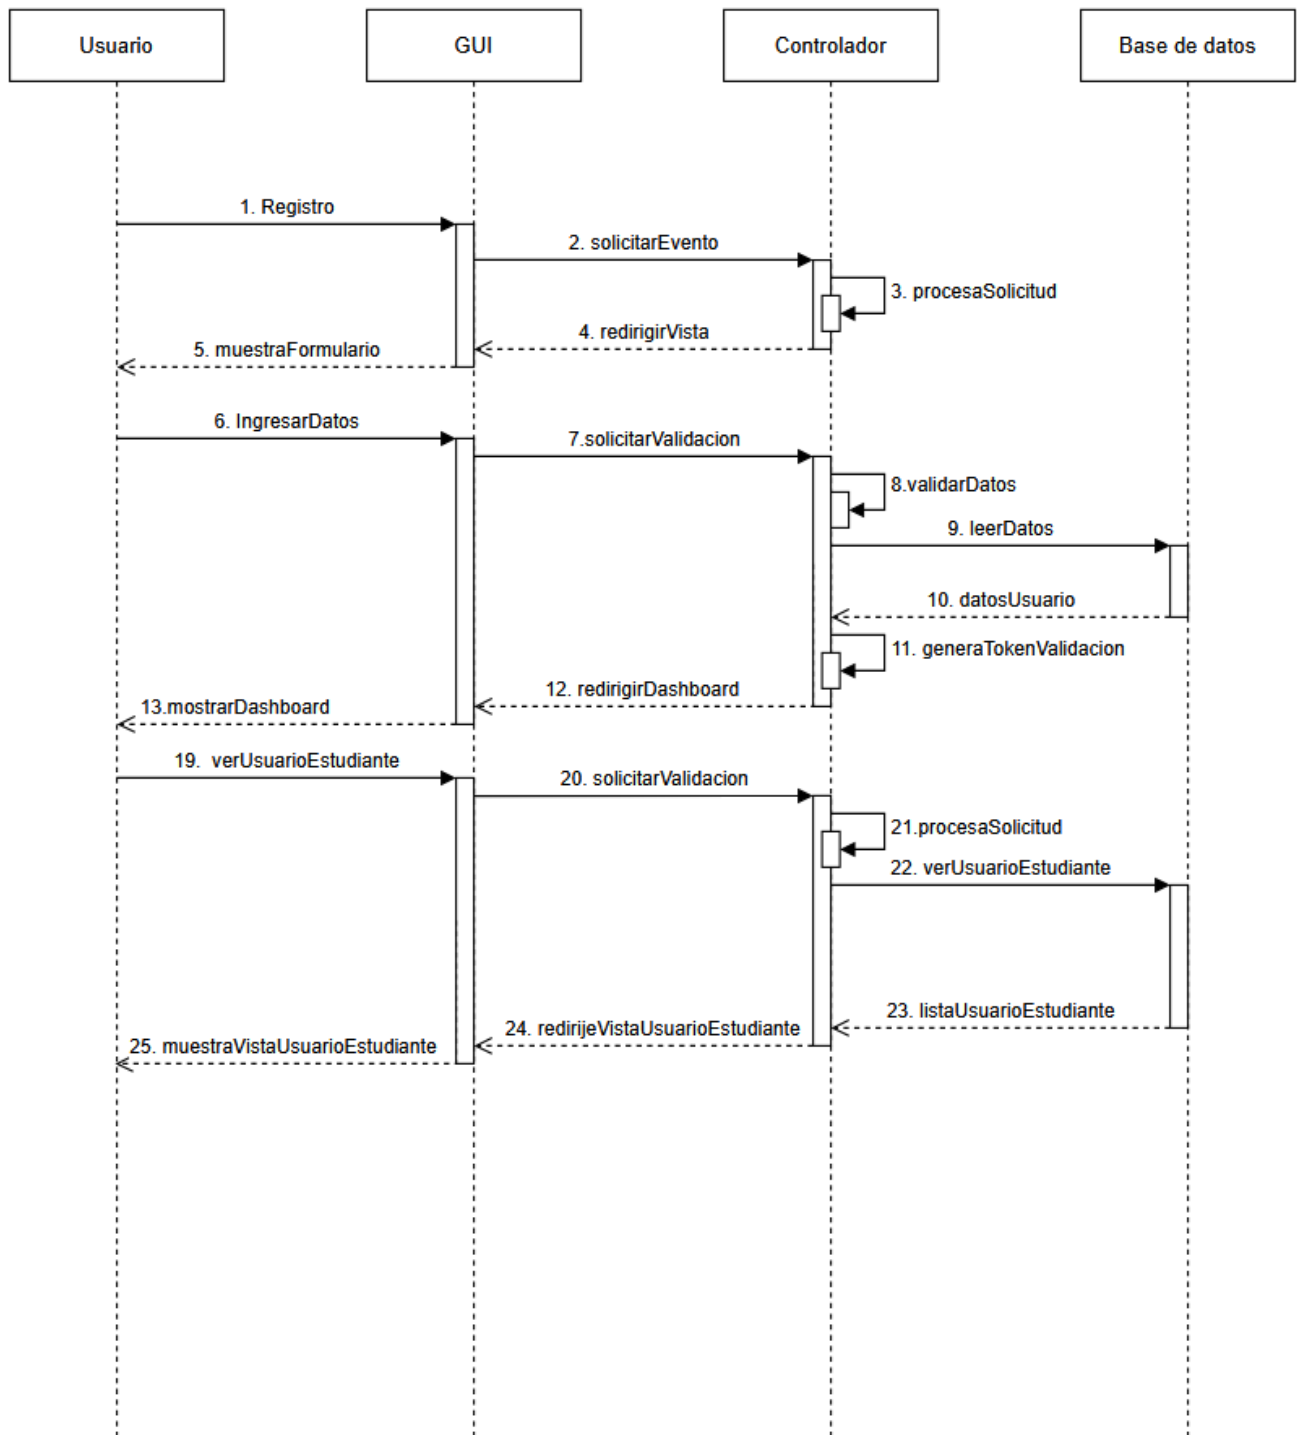 Usuario
GUI
Controlador
Base de datos
1. Registro
2. solicitarEvento
3. procesaSolicitud
4. redirigirVista
5. muestraFormulario
6. IngresarDatos
7.solicitarValidacion
8.validarDatos
9. leerDatos
10. datosUsuario
11. generaTokenValidacion
12. redirigirDashboard
13.mostrarDashboard
19.  verUsuarioEstudiante
20. solicitarValidacion
21.procesaSolicitud
22. verUsuarioEstudiante
23. listaUsuarioEstudiante
24. redirijeVistaUsuarioEstudiante
25. muestraVistaUsuarioEstudiante